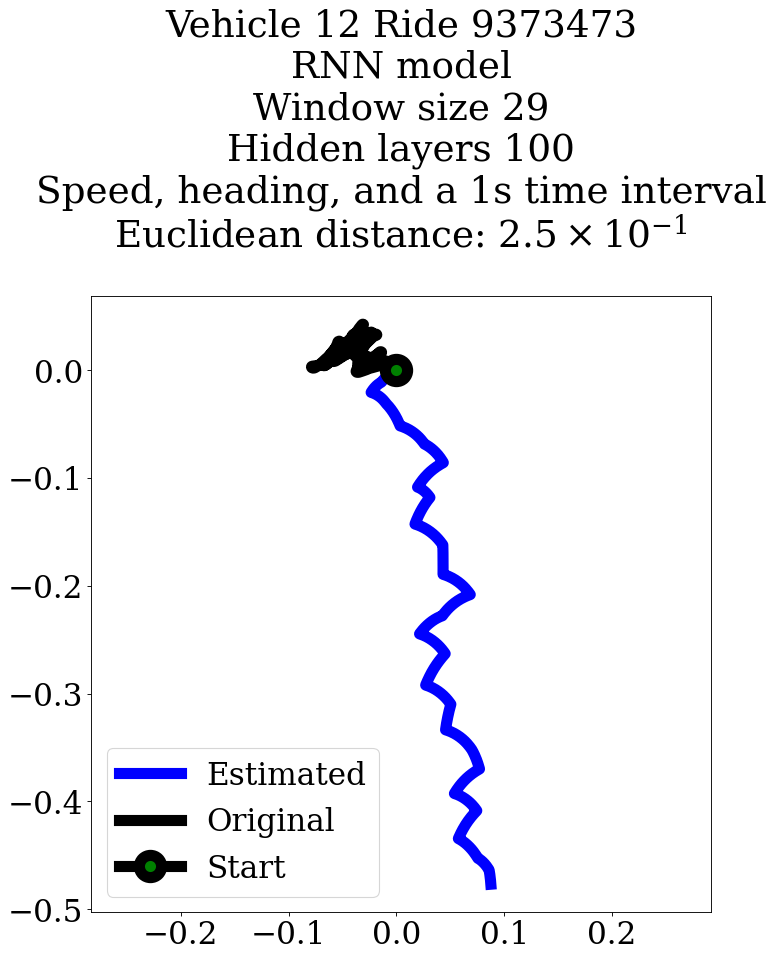 Vehicle 12 Ride 9373473
RNN model
Window size 29
Hidden layers 100
Speed, heading, and a 1s time interval
Euclidean distance: 2.5 × 10⁻¹
0.0
−0.1
−0.2
−0.3
−0.4
−0.5
Estimated
Original
Start
−0.2 −0.1 0.0 0.1 0.2